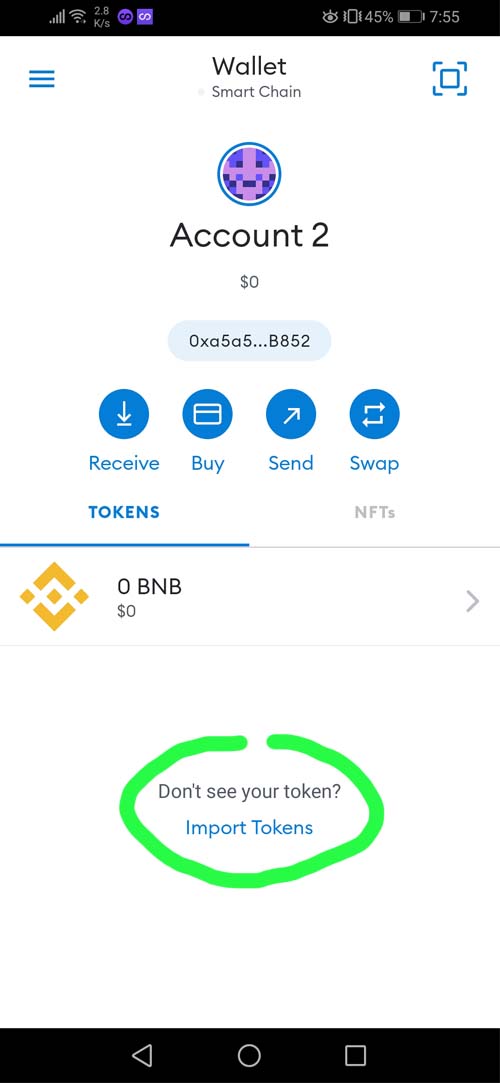 2.8
K/s
45%
7:55
Wallet
Smart Chain
Account 2
$0
0xa5a5...B852
Receive
Buy
Send
Swap
TOKENS
NFTs
0 BNB
$0
Don't see your token?
Import Tokens